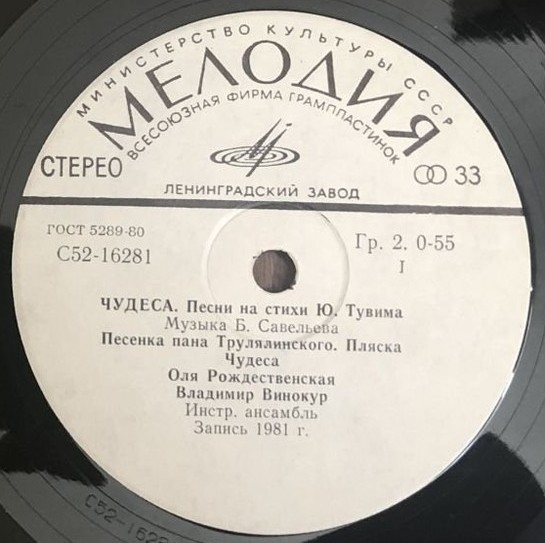 МИНИСТЕРСТВО КУЛЬТУРЫ СССР
МЕЛОДИЯ
ВСЕСОЮЗНАЯ ФИРМА ГРАМПЛАСТИНОК
СТЕРЕО
33
ЛЕНИНГРАДСКИЙ ЗАВОД
ГОСТ 5289-80
С52-16281
Гр. 2. 0-55
I
ЧУДЕСА. Песни на стихи Ю. Тувима
Музыка Б. Савельева
Песенка пана Трулялинского. Пляска
Чудеса
Оля Рождественская
Владимир Винокур
Инстр. ансамбль
Запись 1981 г.